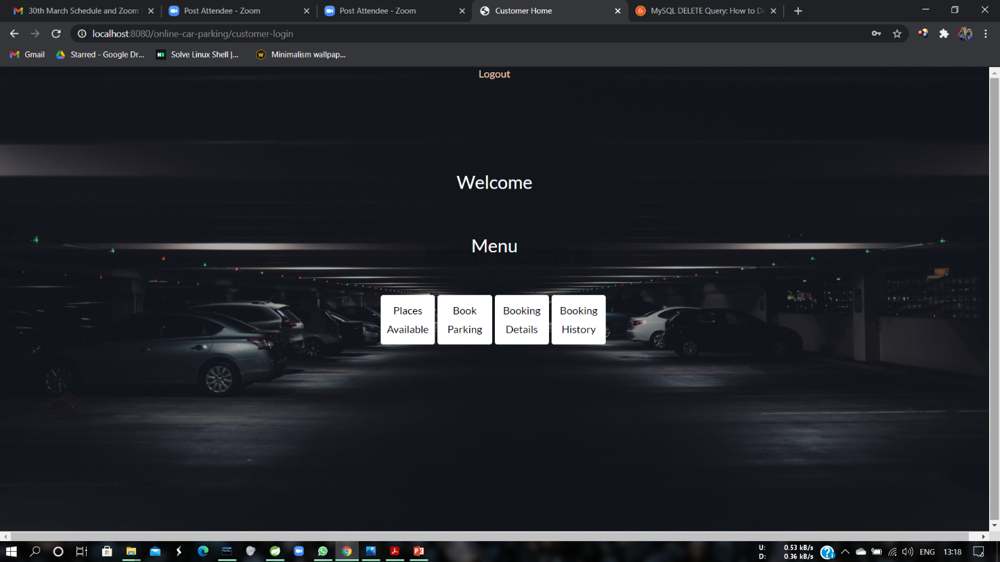 30th March Schedule and Zoom
Post Attendee - Zoom
Post Attendee - Zoom
Customer Home
MySQL DELETE Query: How to De
localhost:8080/online-car-parking/customer-login
Gmail
Starred - Google Dr...
Solve Linux Shell |...
Minimalism wallpap...
Logout
Welcome
Menu
Places Available
Book Parking
Booking Details
Booking History
U: 0.53 kB/s
D: 0.36 kB/s
ENG
13:18